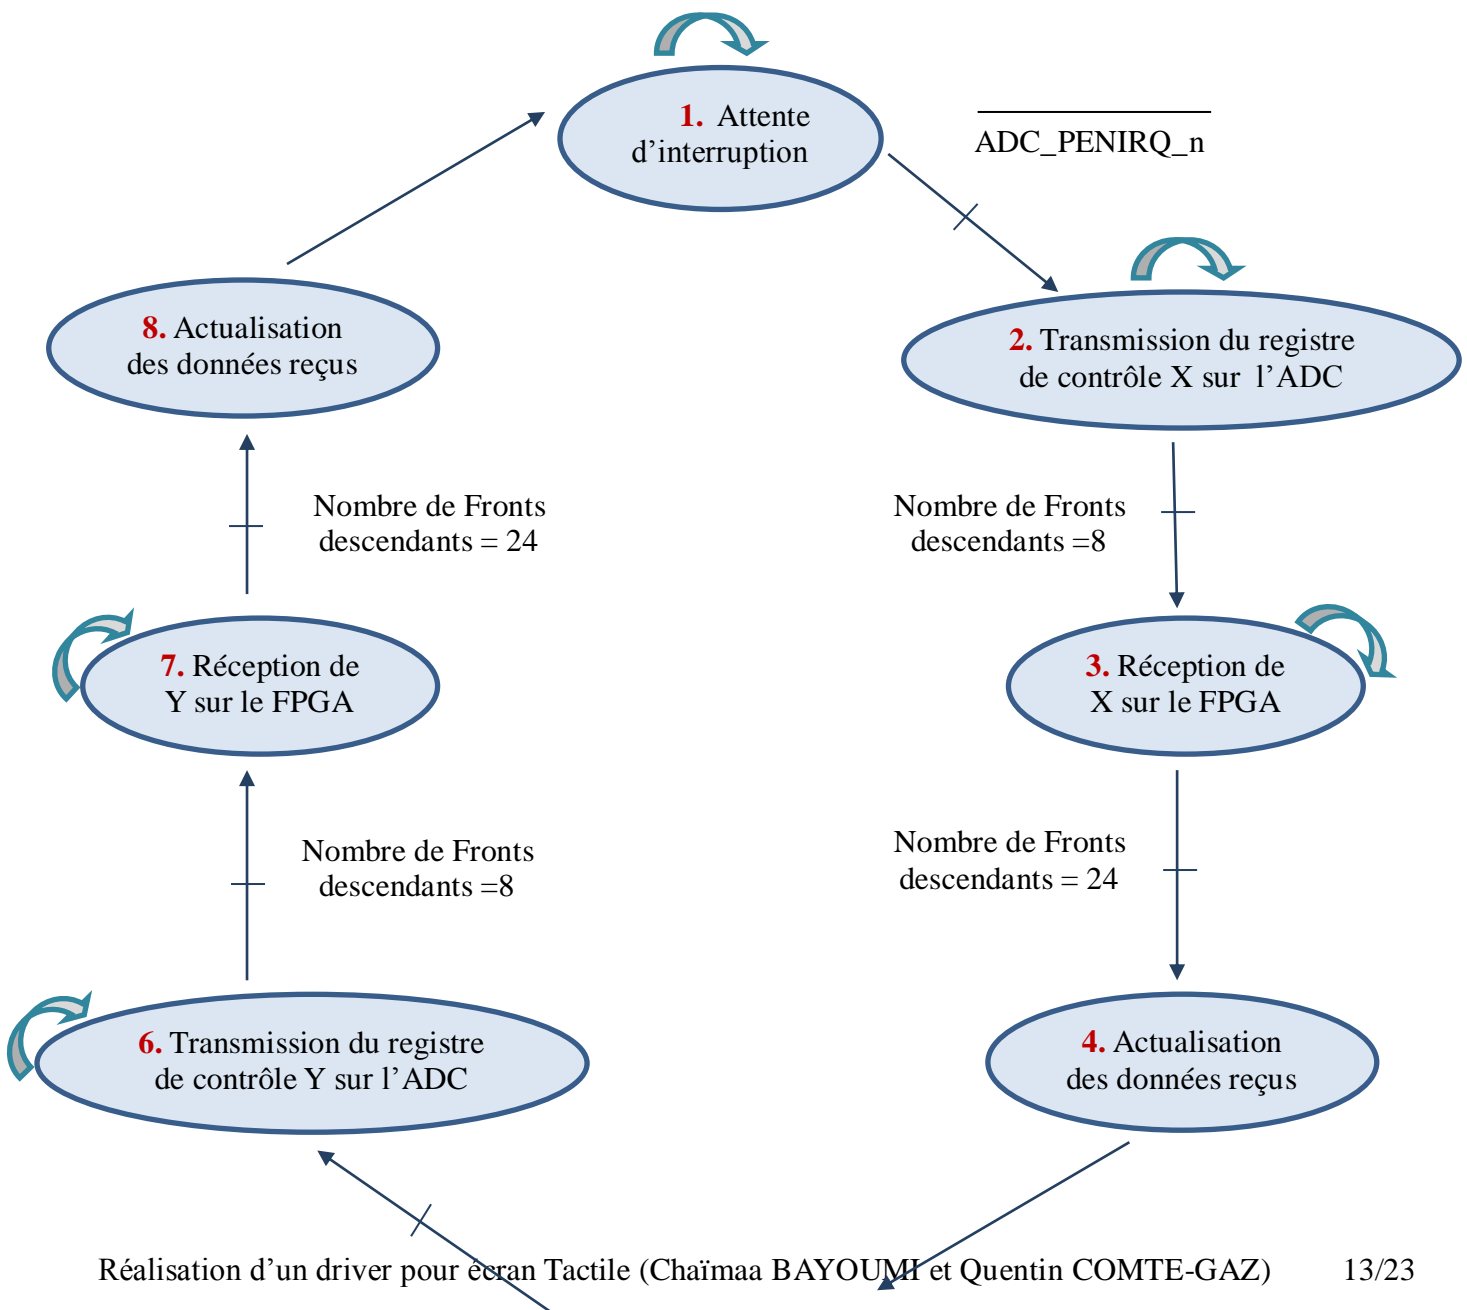 1. Attente
d’interruption
ADC_PENIRQ_n
8. Actualisation
des données reçus
2. Transmission du registre
de contrôle X sur l’ADC
Nombre de Fronts
descendants = 24
Nombre de Fronts
descendants =8
7. Réception de
Y sur le FPGA
3. Réception de
X sur le FPGA
Nombre de Fronts
descendants =8
Nombre de Fronts
descendants = 24
6. Transmission du registre
de contrôle Y sur l’ADC
4. Actualisation
des données reçus
Réalisation d’un driver pour écran Tactile (Chaïmaa BAYOUMI et Quentin COMTE-GAZ) 13/23